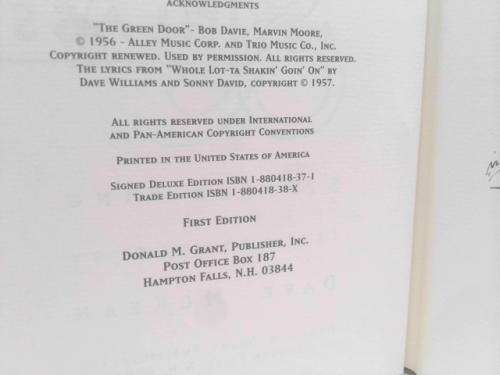 ACKNOWLEDGMENTS
"THE GREEN DOOR"- BOB DAVIE, MARVIN MOORE,
© 1956 - ALLEY MUSIC CORP. AND TRIO MUSIC CO., INC.
COPYRIGHT RENEWED. USED BY PERMISSION. ALL RIGHTS RESERVED.
THE LYRICS FROM "WHOLE LOT-TA SHAKIN' GOIN' ON" BY
DAVE WILLIAMS AND SONNY DAVID, COPYRIGHT © 1957.
ALL RIGHTS RESERVED UNDER INTERNATIONAL
AND PAN-AMERICAN COPYRIGHT CONVENTIONS
PRINTED IN THE UNITED STATES OF AMERICA
SIGNED DELUXE EDITION ISBN 1-880418-37-1
TRADE EDITION ISBN 1-880418-38-X
FIRST EDITION
DONALD M. GRANT, PUBLISHER, INC.
POST OFFICE BOX 187
HAMPTON FALLS, N.H. 03844